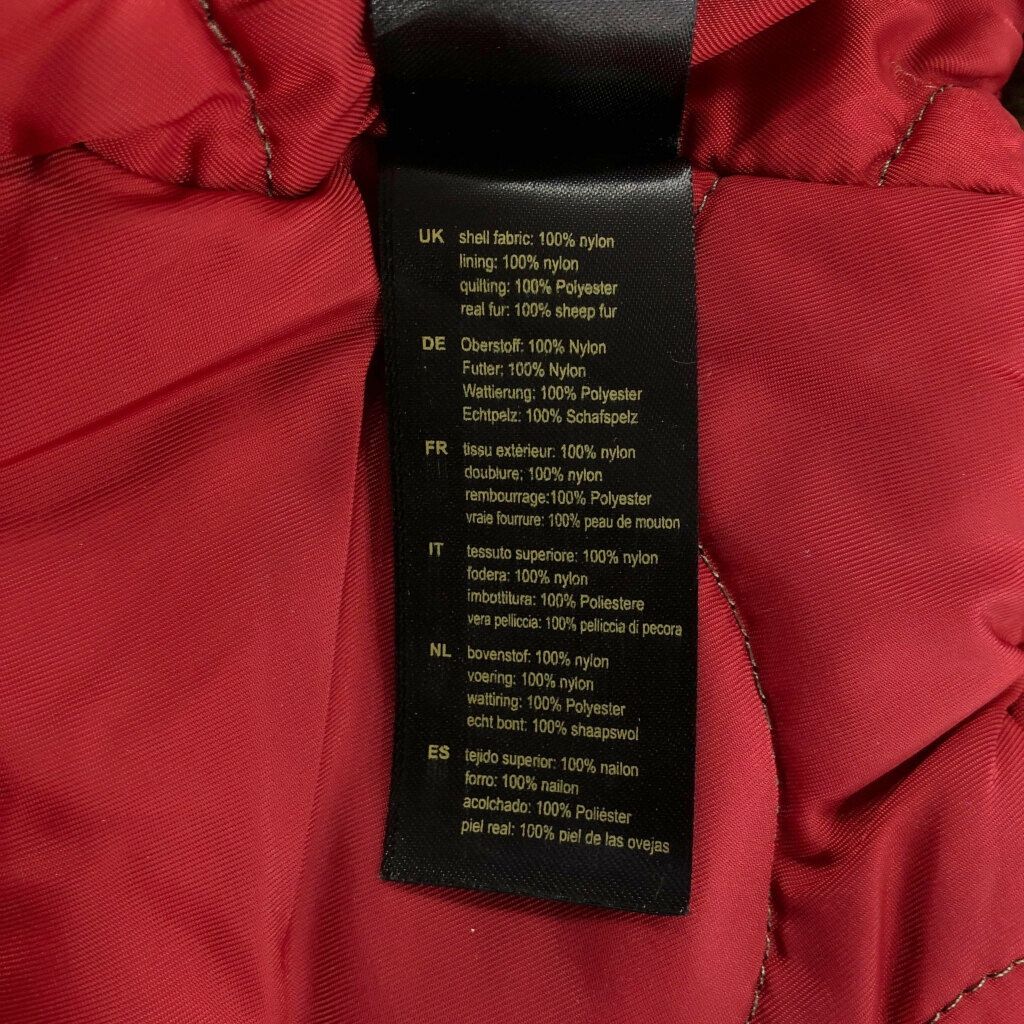 UK shell fabric: 100% nylon
lining: 100% nylon
quilting: 100% Polyester
real fur: 100% sheep fur
DE Oberstoff: 100% Nylon
Futter: 100% Nylon
Wattierung: 100% Polyester
Echtpelz: 100% Schafspelz
FR tissu extérieur: 100% nylon
doublure: 100% nylon
rembourrage:100% Polyester
vraie fourrure: 100% peau de mouton
IT tessuto superiore: 100% nylon
fodera: 100% nylon
imbottitura: 100% Poliestere
vera pelliccia: 100% pelliccia di pecora
NL bovenstof: 100% nylon
voering: 100% nylon
wattiring: 100% Polyester
echt bont: 100% shaapswol
ES tejido superior: 100% nailon
forro: 100% nailon
acolchado: 100% Poliéster
piel real: 100% piel de las ovejas